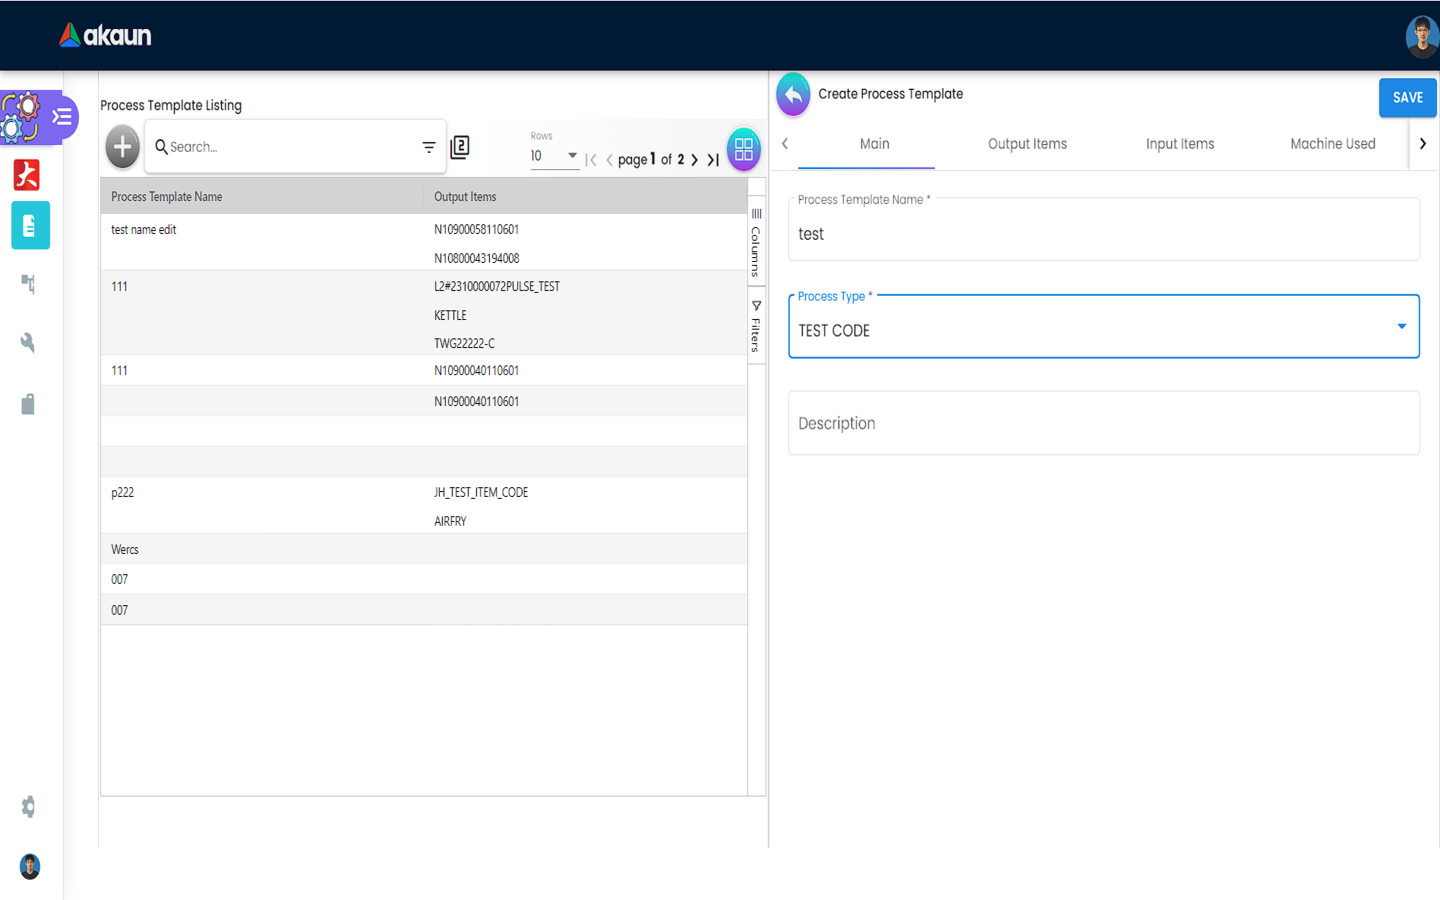 akaun
Process Template Listing
Search...
2
Rows
10
page 1 of 2
Process Template Name
Output Items
test name edit
N10900058110601
N10800043194008
111
L2#2310000072PULSE_TEST
KETTLE
TWG22222-C
111
N10900040110601
N10900040110601
p222
JH_TEST_ITEM_CODE
AIRFRY
Wercs
007
007
Columns
Filters
Create Process Template
SAVE
Main
Output Items
Input Items
Machine Used
Process Template Name *
test
Process Type *
TEST CODE
Description